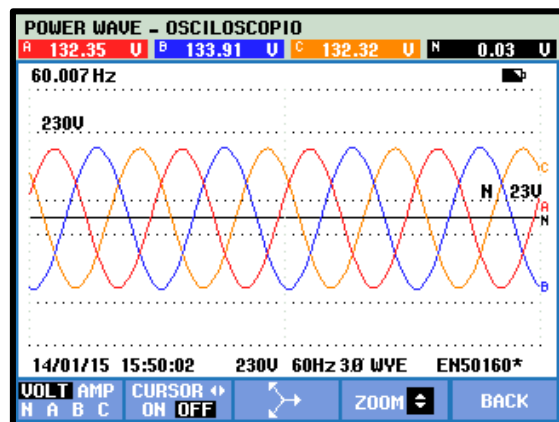 POWER WAVE - OSCILOSCOPIO
A 132.35 V B 133.91 V C 132.32 V N 0.03 V
60.007 Hz
230V
C
N 23V
A
N
B
14/01/15 15:50:02 230V 60Hz 3Ø WYE EN50160*
VOLT AMP CURSOR ZOOM BACK
N A B C ON OFF